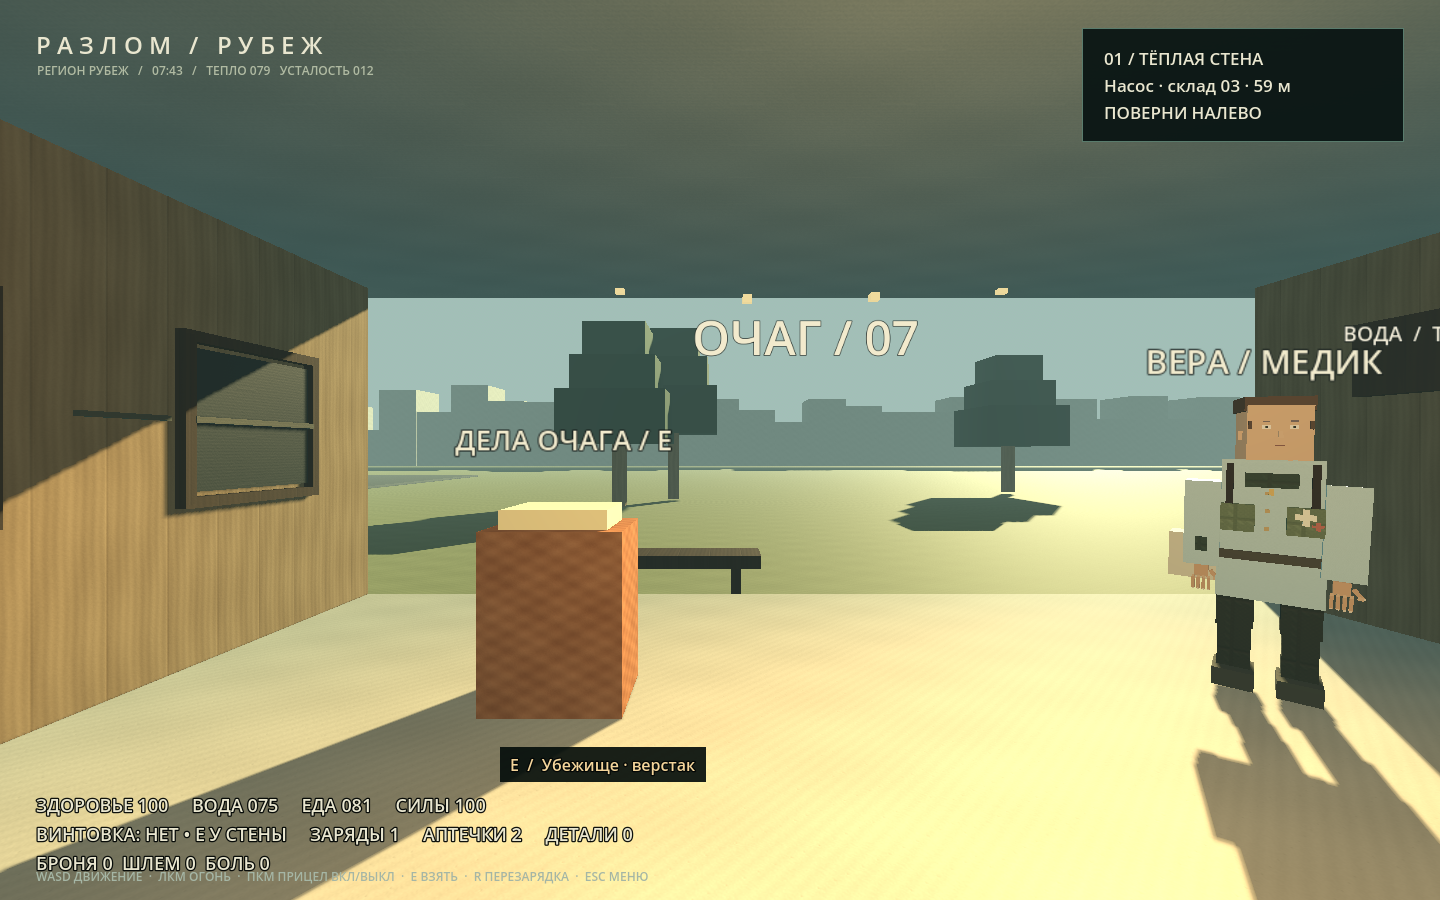 РАЗЛОМ / РУБЕЖ
РЕГИОН РУБЕЖ / 07:43 / ТЕПЛО 079 УСТАЛОСТЬ 012
01 / ТЁПЛАЯ СТЕНА
Насос · склад 03 · 59 м
ПОВЕРНИ НАЛЕВО
ОЧАГ / 07
ВОДА / Т
ВЕРА / МЕДИК
ДЕЛА ОЧАГА / E
E / Убежище · верстак
ЗДОРОВЬЕ 100 ВОДА 075 ЕДА 081 СИЛЫ 100
ВИНТОВКА: НЕТ • E У СТЕНЫ ЗАРЯДЫ 1 АПТЕЧКИ 2 ДЕТАЛИ 0
БРОНЯ 0 ШЛЕМ 0 БОЛЬ 0
WASD ДВИЖЕНИЕ · ЛКМ ОГОНЬ · ПКМ ПРИЦЕЛ ВКЛ/ВЫКЛ · E ВЗЯТЬ · R ПЕРЕЗАРЯДКА · ESC МЕНЮ